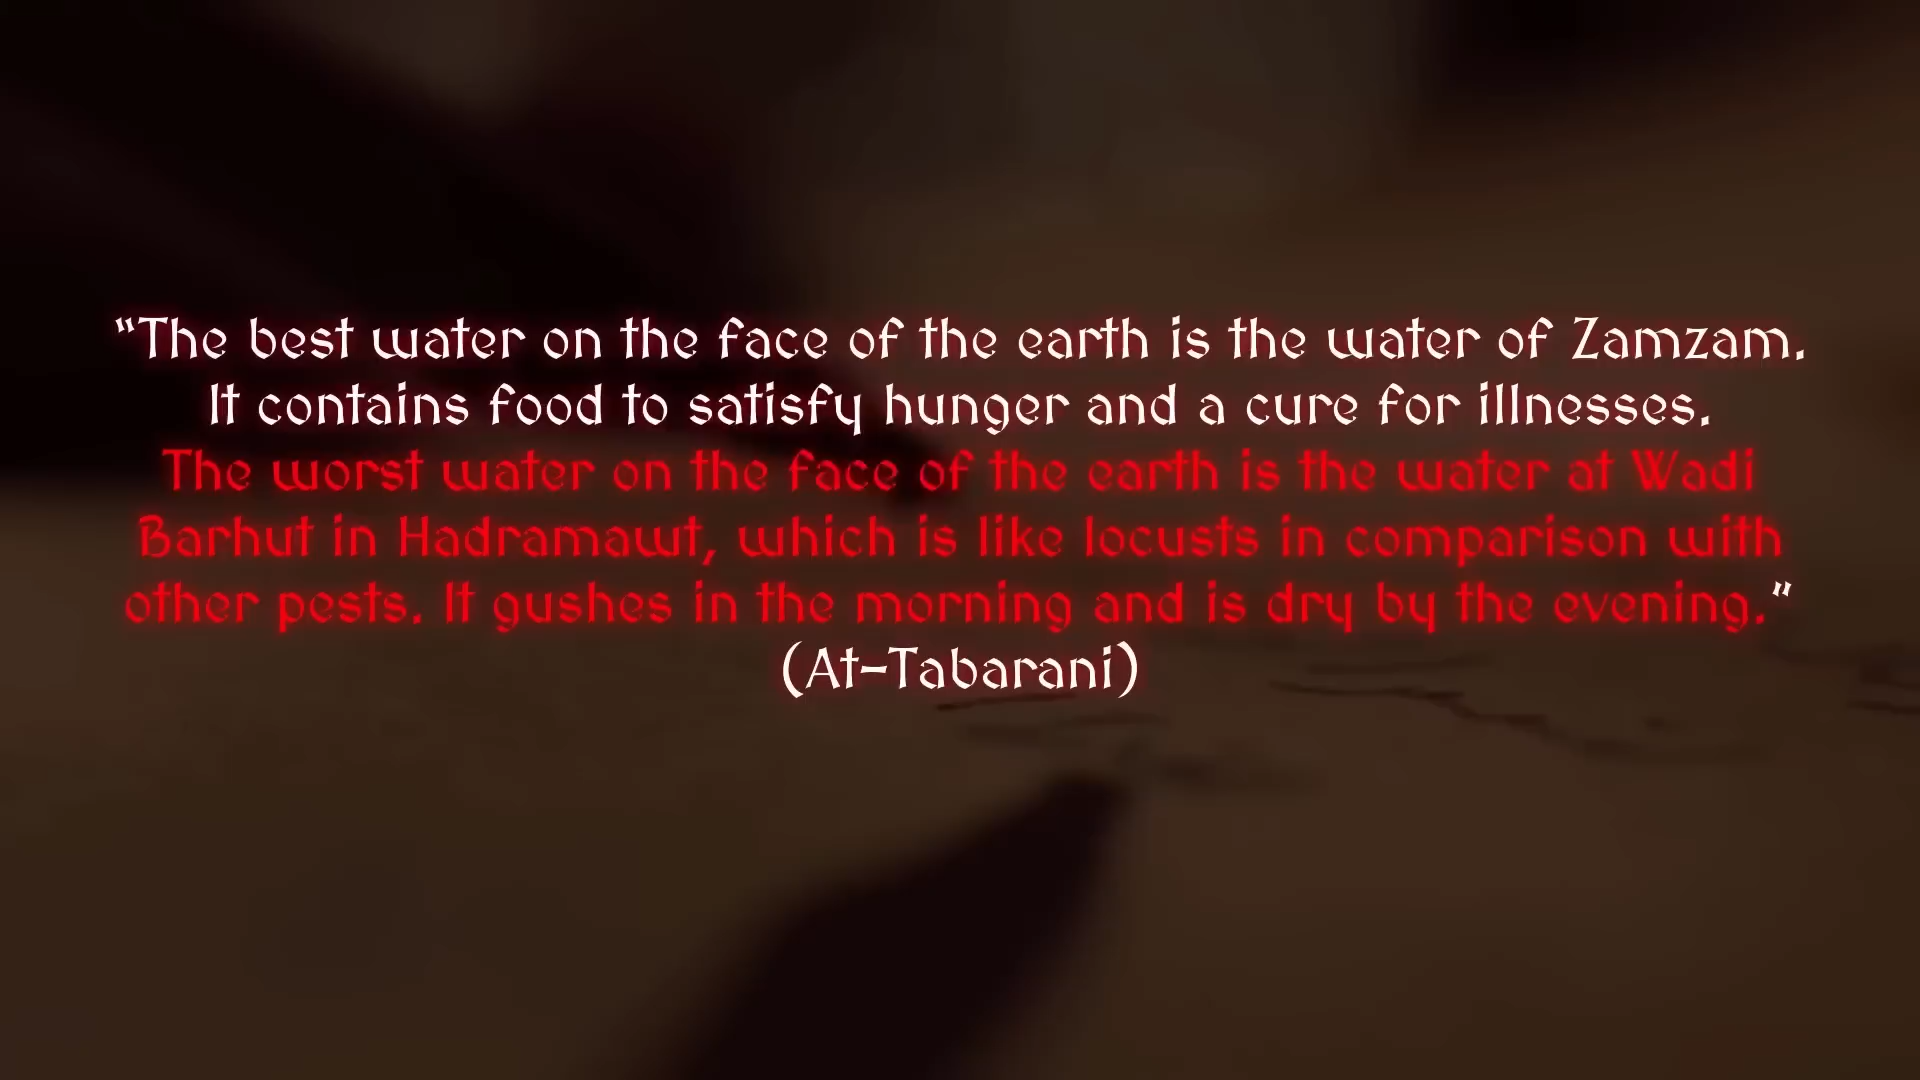 “The best water on the face of the earth is the water of Zamzam.
It contains food to satisfy hunger and a cure for illnesses.
The worst water on the face of the earth is the water at Wadi
Barhut in Hadramawt, which is like locusts in comparison with
other pests. It gushes in the morning and is dry by the evening.”
(At-Tabarani)